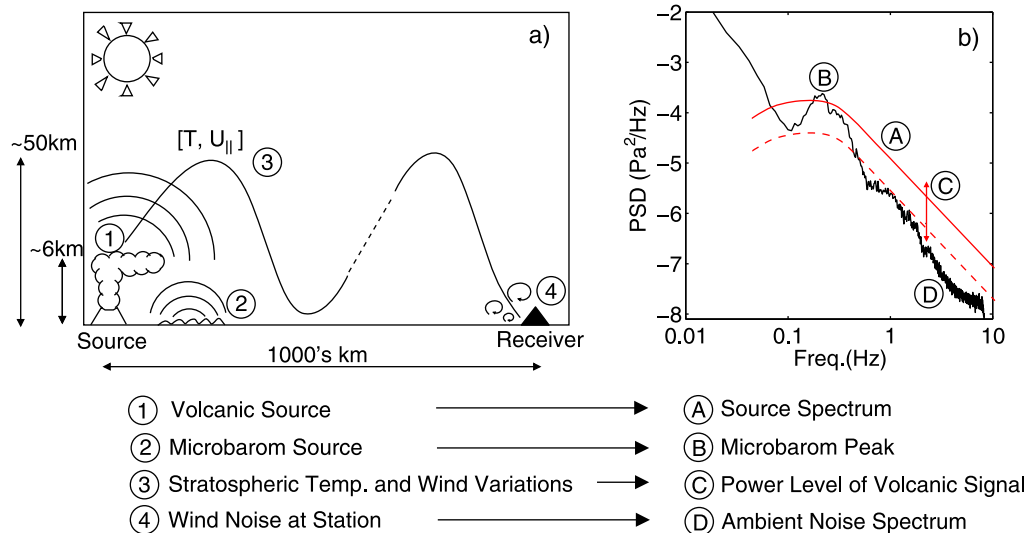 a)
~50km
[T, U||]
3
1
~6km
2
4
Source
Receiver
1000's km
b)
PSD (Pa²/Hz)
−2
−3
−4
−5
−6
−7
−8
B
A
C
D
0.01
0.1
1
10
Freq.(Hz)
1 Volcanic Source
A Source Spectrum
2 Microbarom Source
B Microbarom Peak
3 Stratospheric Temp. and Wind Variations
C Power Level of Volcanic Signal
4 Wind Noise at Station
D Ambient Noise Spectrum